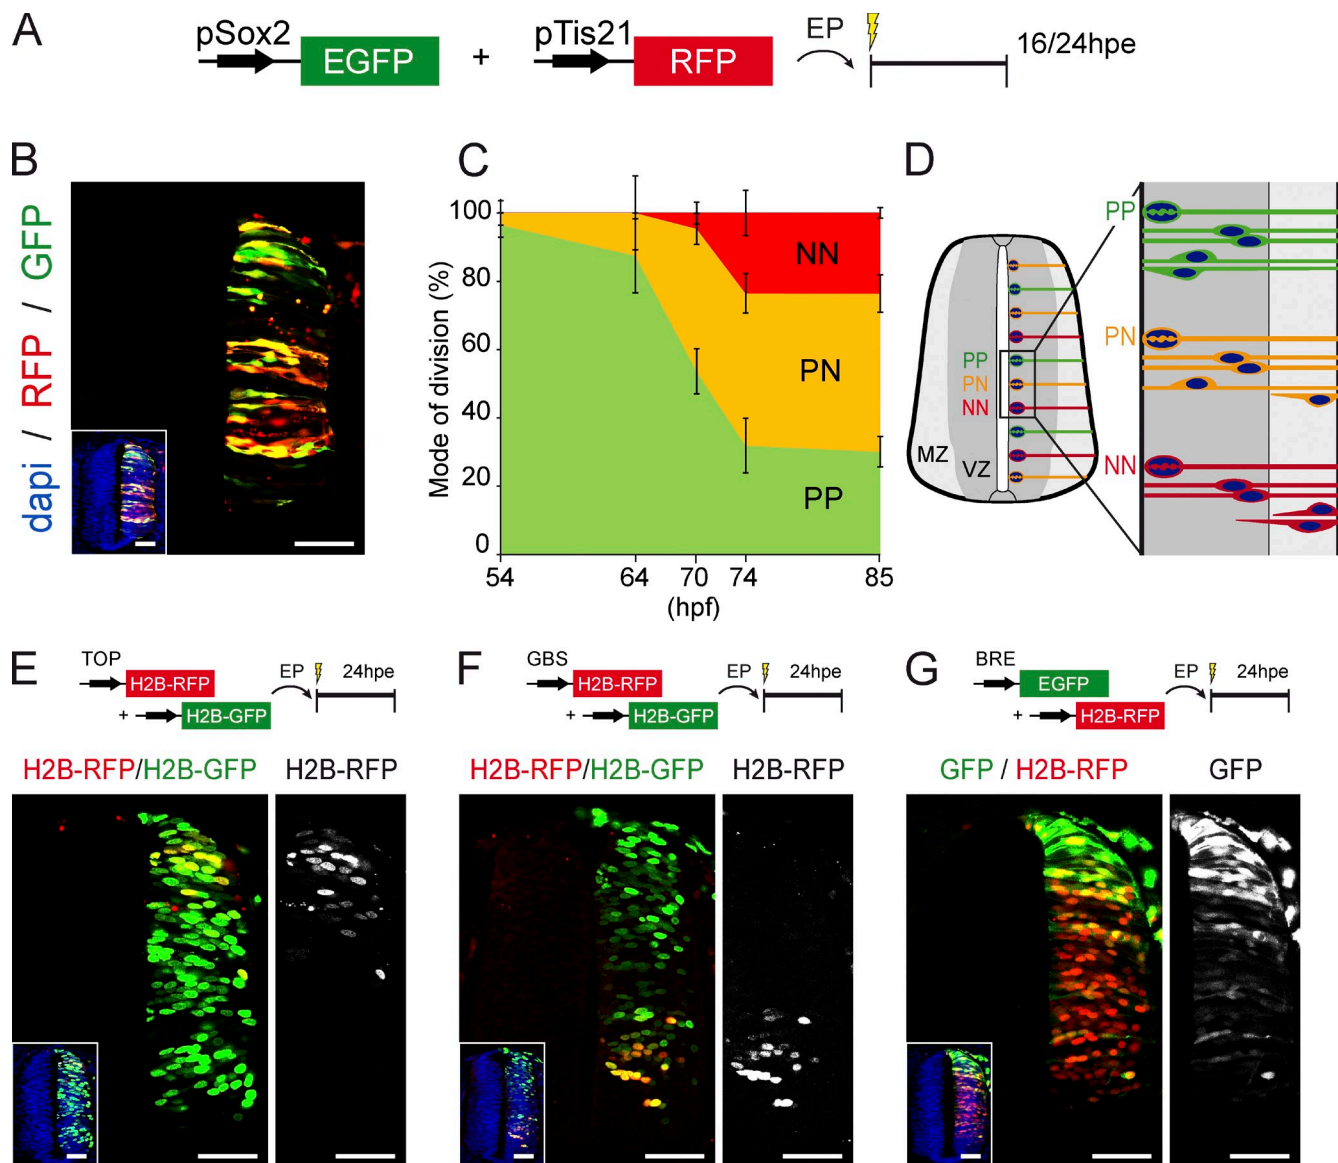 A
pSox2
EGFP
+
pTis21
RFP
EP
16/24hpe
B
dapi / RFP / GFP
C
Mode of division (%)
100
80
60
40
20
0
NN
PN
PP
54
64
70
74
85
(hpf)
D
PP
PN
NN
MZ
VZ
PP
PN
NN
E
TOP
H2B-RFP
+
H2B-GFP
EP
24hpe
H2B-RFP/H2B-GFP
H2B-RFP
F
GBS
H2B-RFP
+
H2B-GFP
EP
24hpe
H2B-RFP/H2B-GFP
H2B-RFP
G
BRE
EGFP
+
H2B-RFP
EP
24hpe
GFP / H2B-RFP
GFP